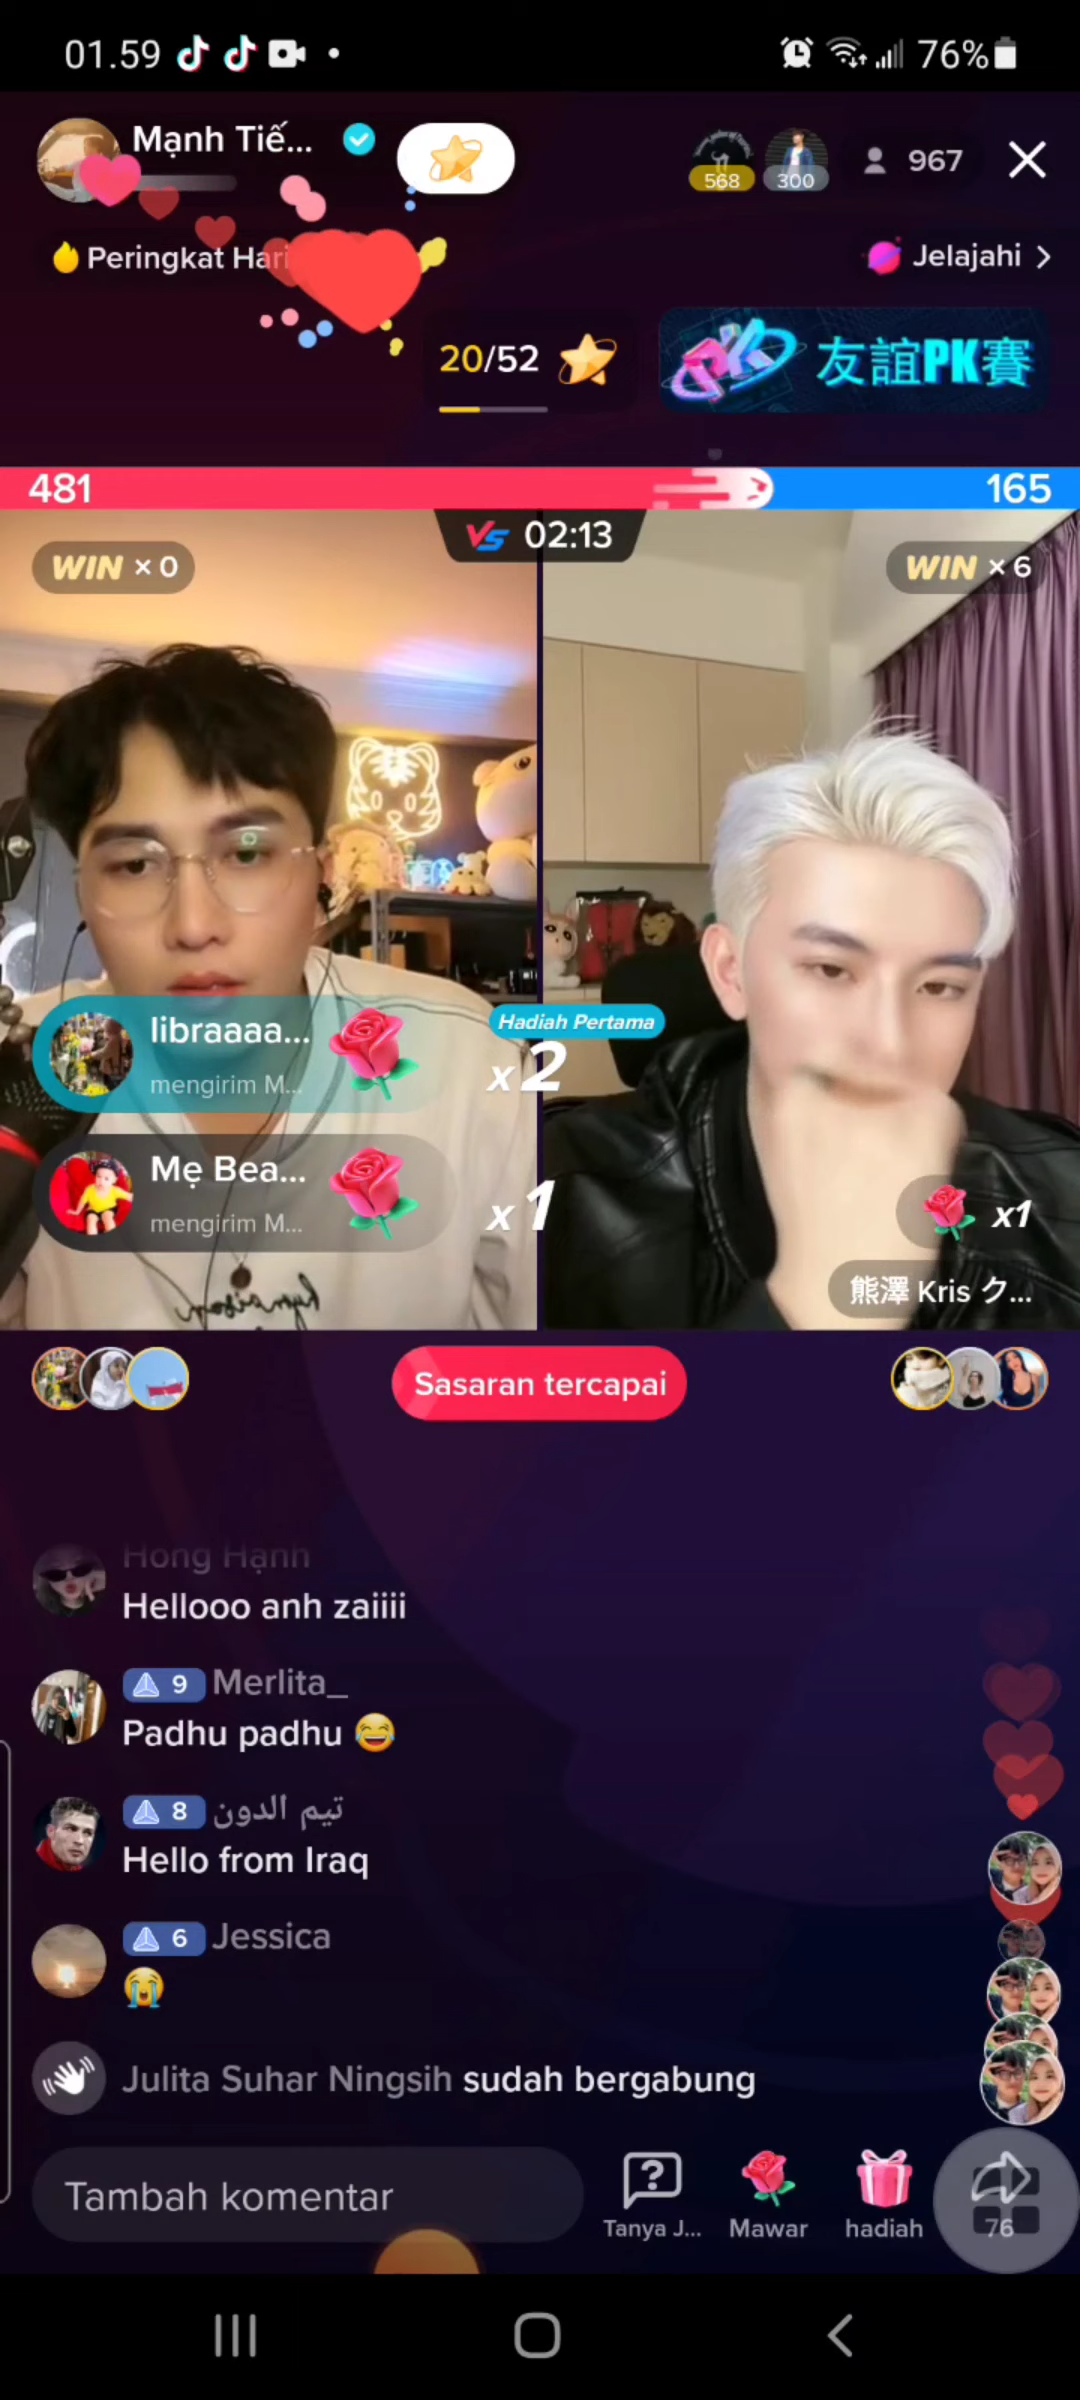 01.59
76%
Mạnh Tiế...
568
300
967
Peringkat Hari
Jelajahi >
20/52
友誼PK賽
481
165
VS 02:13
WIN × 0
WIN × 6
libraaaa...
mengirim M...
Hadiah Pertama
x2
Mẹ Bea...
mengirim M...
x1
x1
熊澤 Kris ク...
Sasaran tercapai
Hong Hạnh
Hellooo anh zaiiii
9 Merlita_
Padhu padhu 😂
8 تيم الدون
Hello from Iraq
6 Jessica
😭
Julita Suhar Ningsih sudah bergabung
Tambah komentar
Tanya J...
Mawar
hadiah
76